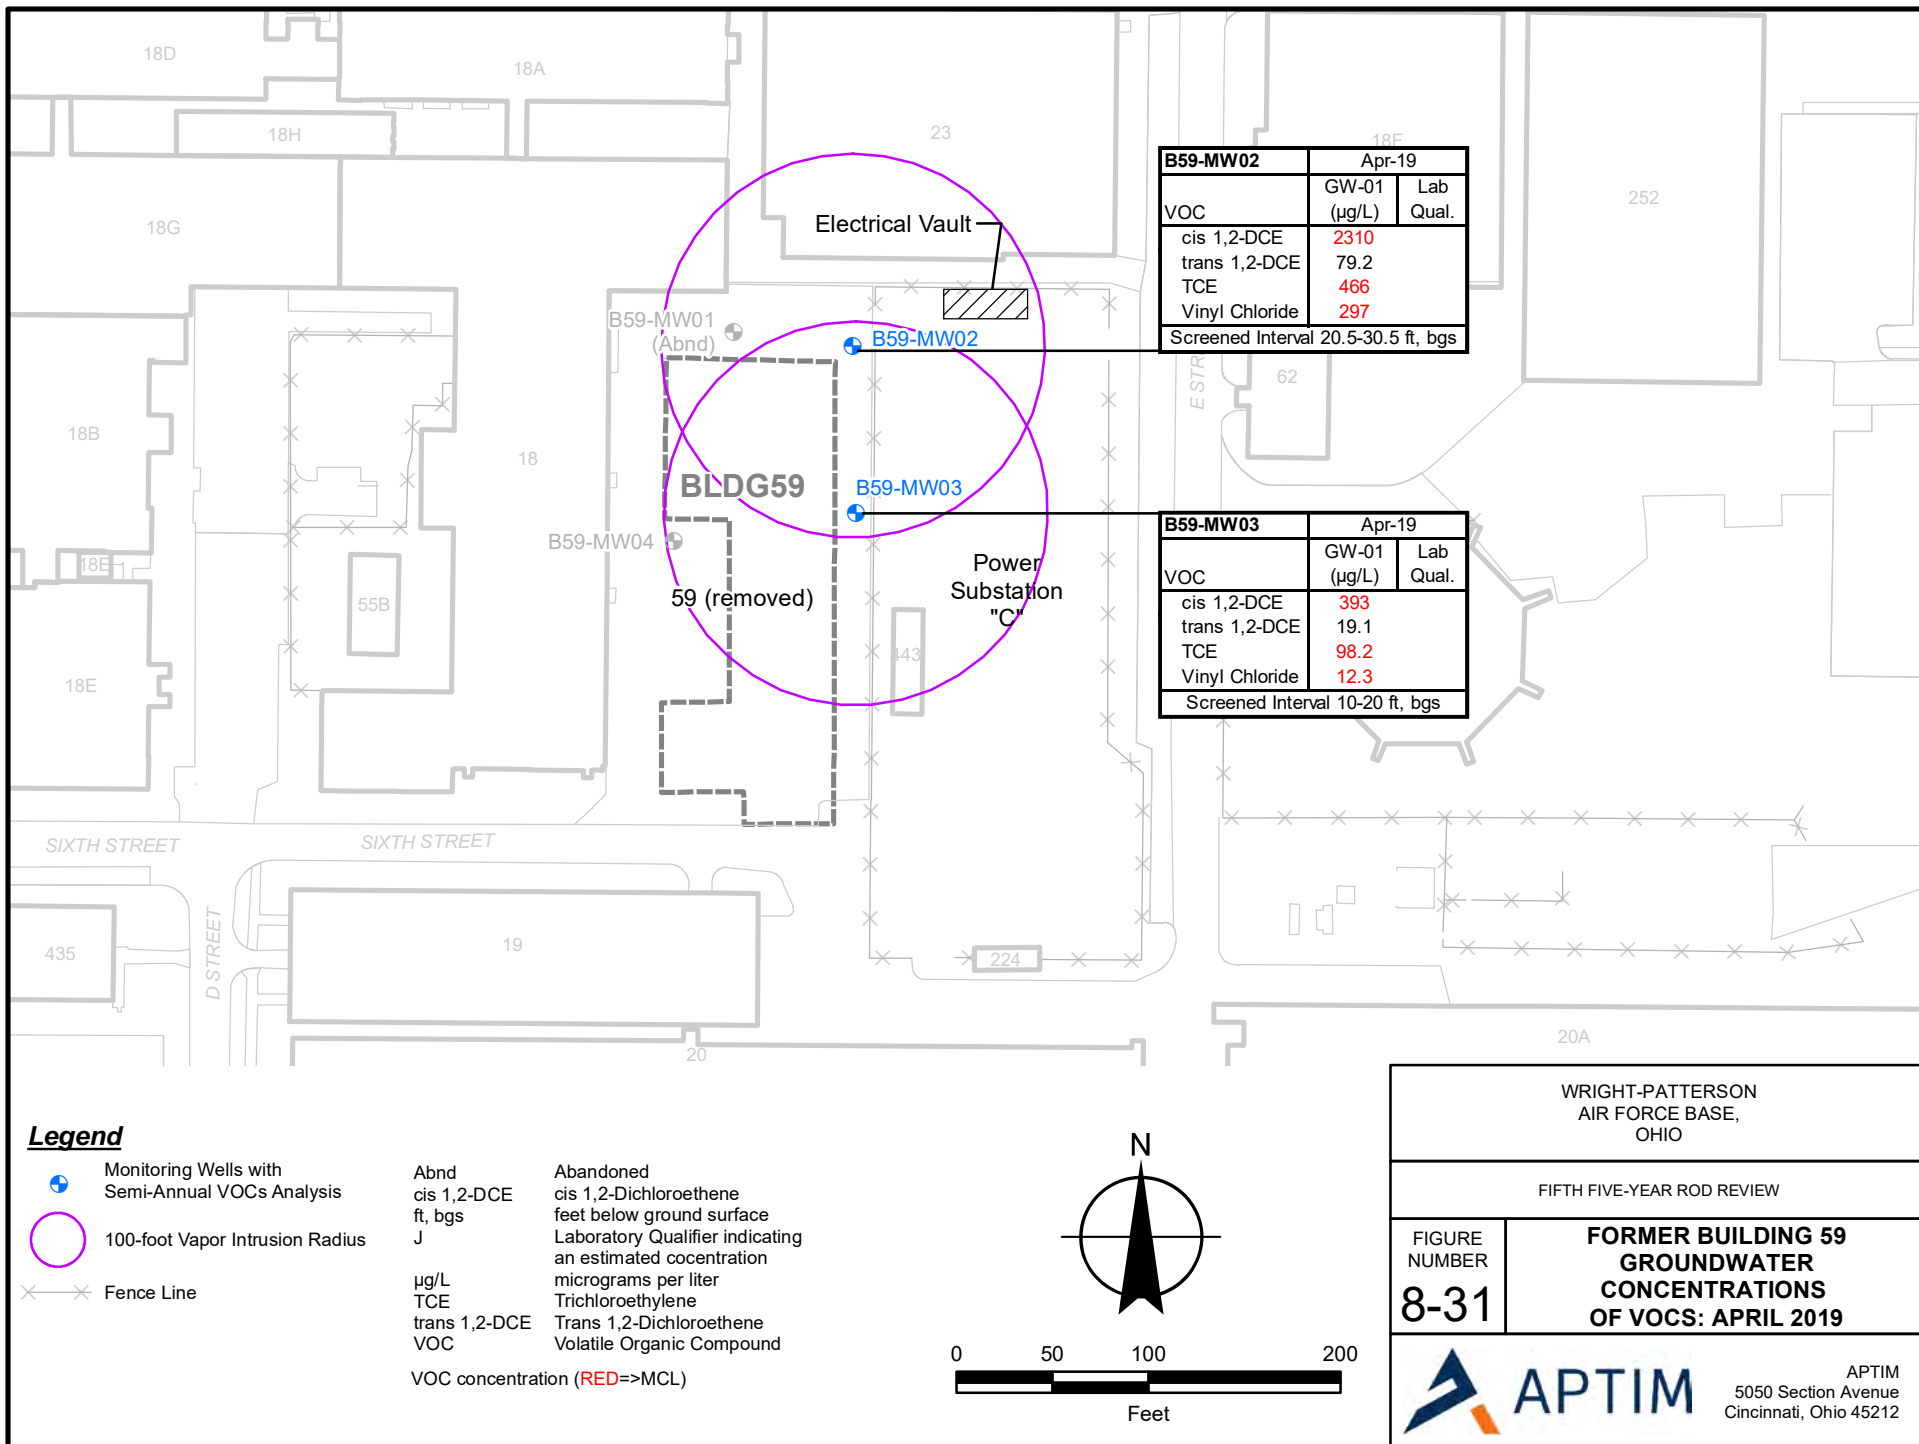 18D
18A
18H
23
18F
252
18G
Electrical Vault
B59-MW01
(Abnd)
B59-MW02
B59-MW02 Apr-19
VOC GW-01 (µg/L) Lab Qual.
cis 1,2-DCE 2310
trans 1,2-DCE 79.2
TCE 466
Vinyl Chloride 297
Screened Interval 20.5-30.5 ft, bgs
E STR
62
18B
18
BLDG59
B59-MW03
B59-MW04
59 (removed)
Power
Substation
"C"
443
B59-MW03 Apr-19
VOC GW-01 (µg/L) Lab Qual.
cis 1,2-DCE 393
trans 1,2-DCE 19.1
TCE 98.2
Vinyl Chloride 12.3
Screened Interval 10-20 ft, bgs
18E
55B
18E
SIXTH STREET
SIXTH STREET
D STREET
435
19
224
20
20A
Legend
Monitoring Wells with
Semi-Annual VOCs Analysis
100-foot Vapor Intrusion Radius
Fence Line
Abnd Abandoned
cis 1,2-DCE cis 1,2-Dichloroethene
ft, bgs feet below ground surface
J Laboratory Qualifier indicating
an estimated cocentration
µg/L micrograms per liter
TCE Trichloroethylene
trans 1,2-DCE Trans 1,2-Dichloroethene
VOC Volatile Organic Compound
VOC concentration (RED=>MCL)
N
0 50 100 200
Feet
WRIGHT-PATTERSON
AIR FORCE BASE,
OHIO
FIFTH FIVE-YEAR ROD REVIEW
FIGURE
NUMBER
8-31
FORMER BUILDING 59
GROUNDWATER
CONCENTRATIONS
OF VOCS: APRIL 2019
APTIM
APTIM
5050 Section Avenue
Cincinnati, Ohio 45212